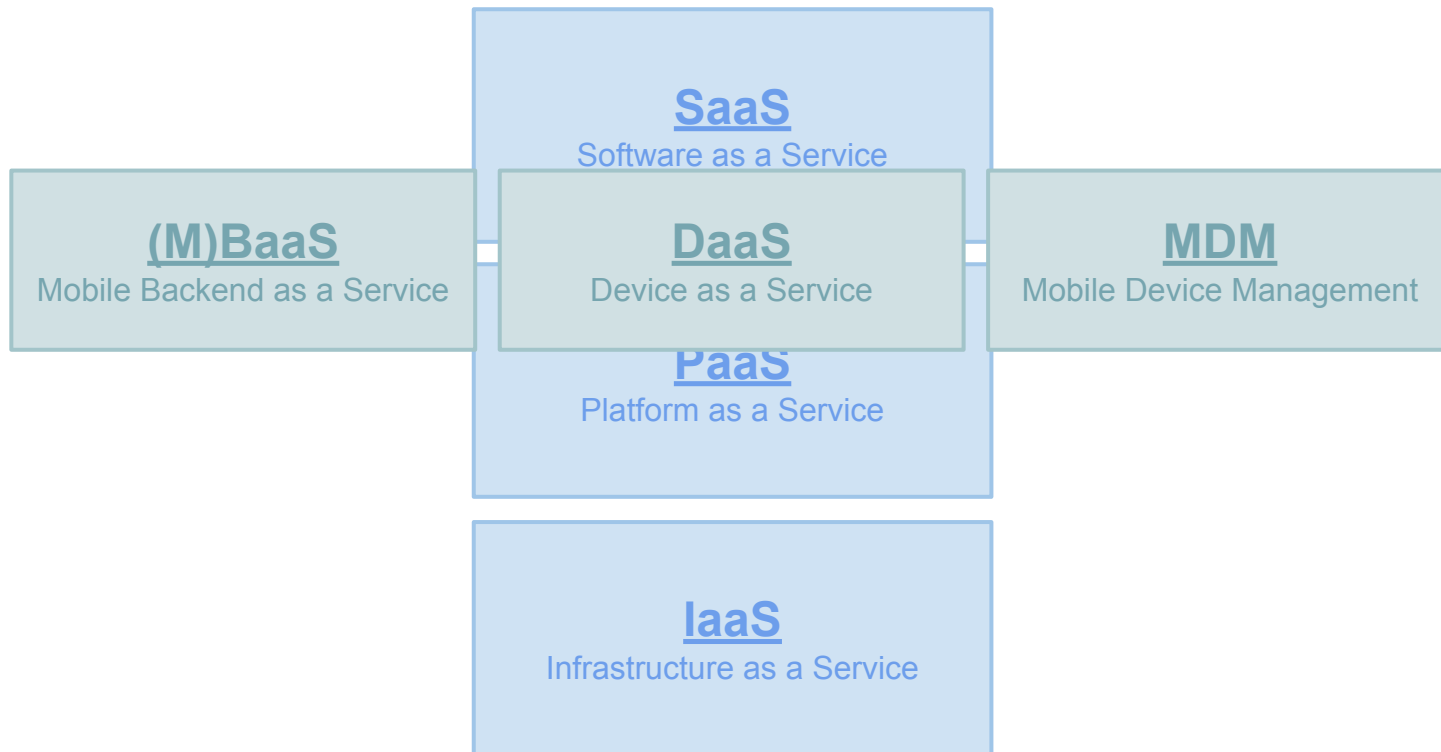 SaaS
Software as a Service
(M)BaaS
Mobile Backend as a Service
DaaS
Device as a Service
MDM
Mobile Device Management
PaaS
Platform as a Service
IaaS
Infrastructure as a Service